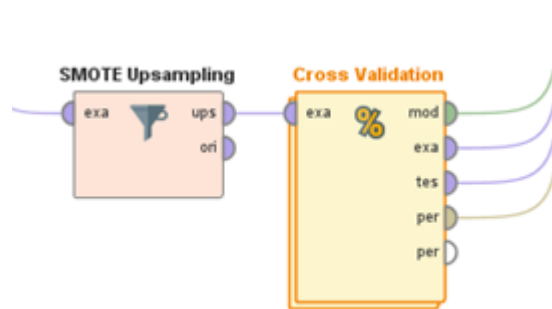 SMOTE Upsampling
Cross Validation
exa ups
ori
exa % mod
exa
tes
per
per